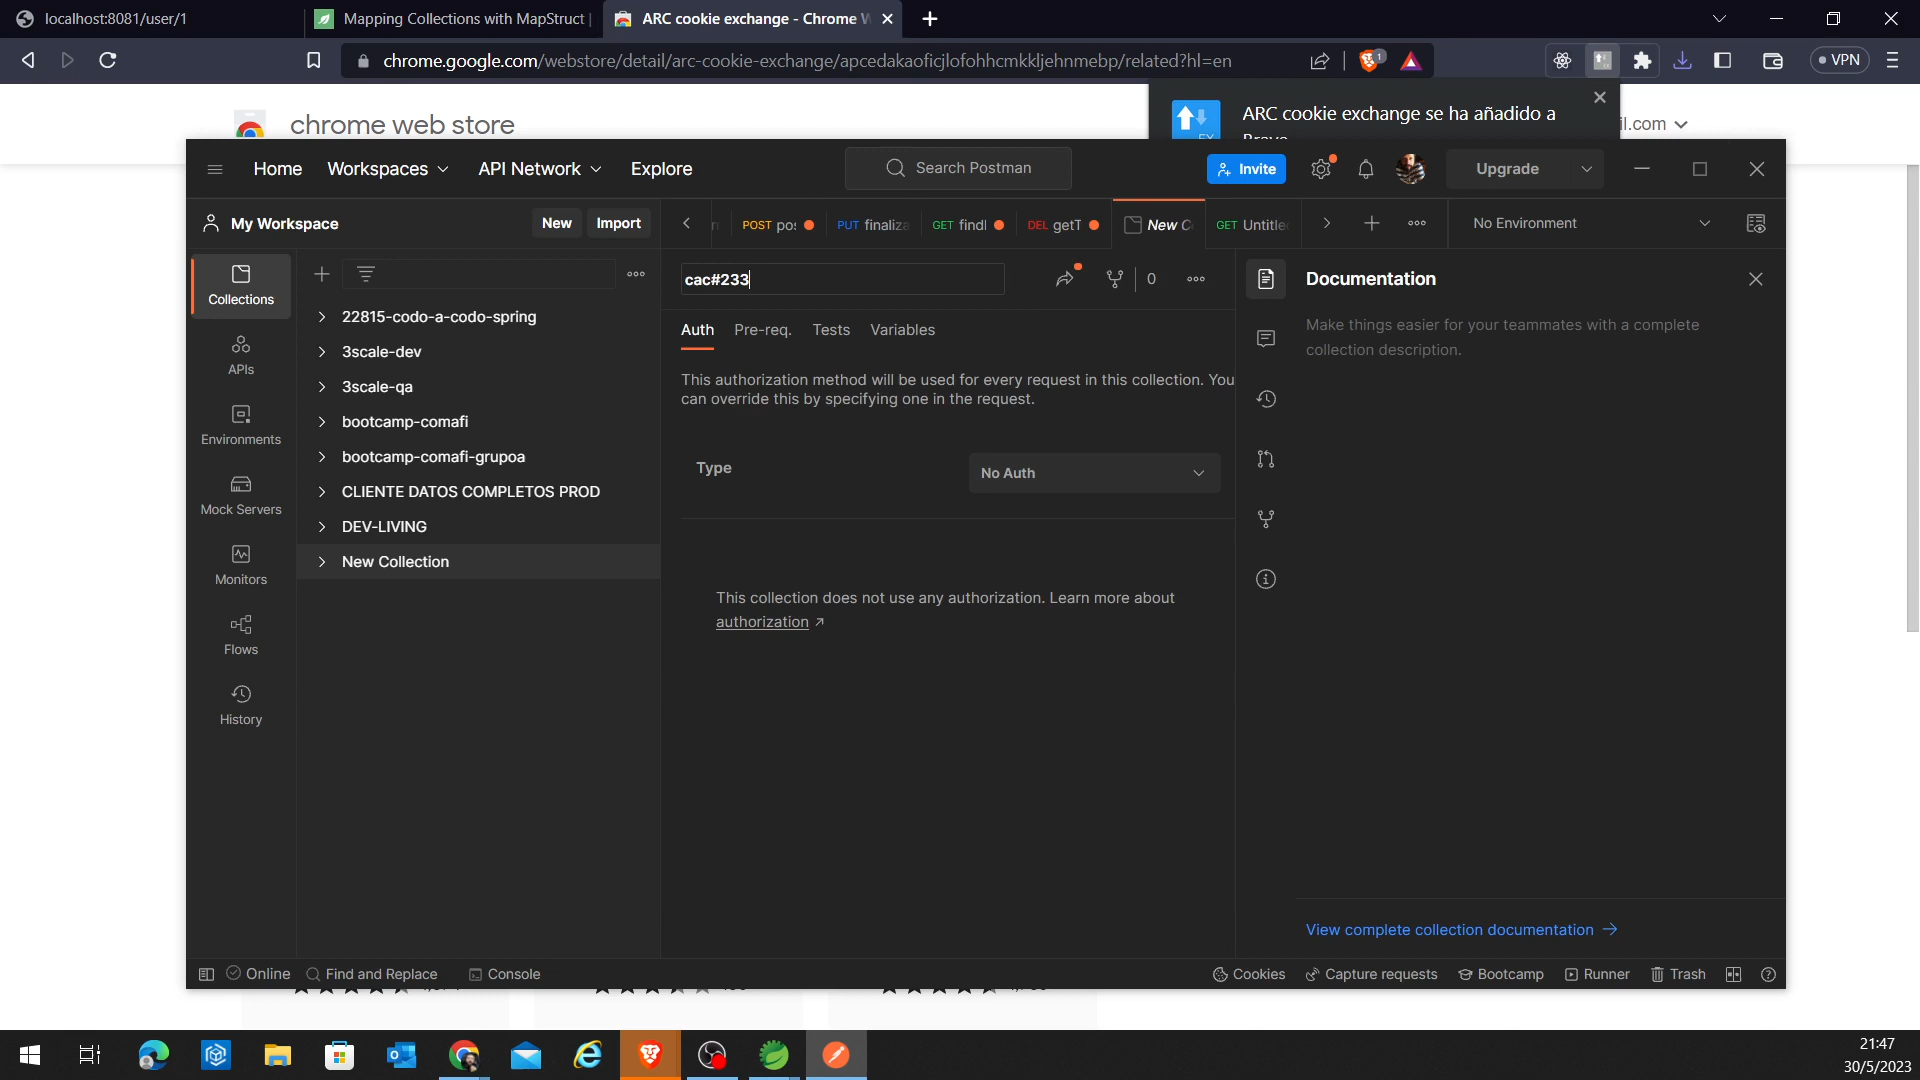 localhost:8081/user/1
Mapping Collections with MapStruct
ARC cookie exchange - Chrome W
chrome.google.com/webstore/detail/arc-cookie-exchange/apcedakaoficjlofohhcmkkljehnmebp/related?hl=en
1
VPN
chrome web store
ARC cookie exchange se ha añadido a
il.com
Home
Workspaces
API Network
Explore
Search Postman
Invite
Upgrade
My Workspace
New
Import
POST pos
PUT finaliza
GET findl
DEL getT
New C
GET Untitle
No Environment
Collections
APIs
Environments
Mock Servers
Monitors
Flows
History
22815-codo-a-codo-spring
3scale-dev
3scale-qa
bootcamp-comafi
bootcamp-comafi-grupoa
CLIENTE DATOS COMPLETOS PROD
DEV-LIVING
New Collection
cac#233
0
Auth
Pre-req.
Tests
Variables
This authorization method will be used for every request in this collection. You
can override this by specifying one in the request.
Type
No Auth
This collection does not use any authorization. Learn more about
authorization
Documentation
Make things easier for your teammates with a complete
collection description.
View complete collection documentation
Online
Find and Replace
Console
Cookies
Capture requests
Bootcamp
Runner
Trash
21:47
30/5/2023